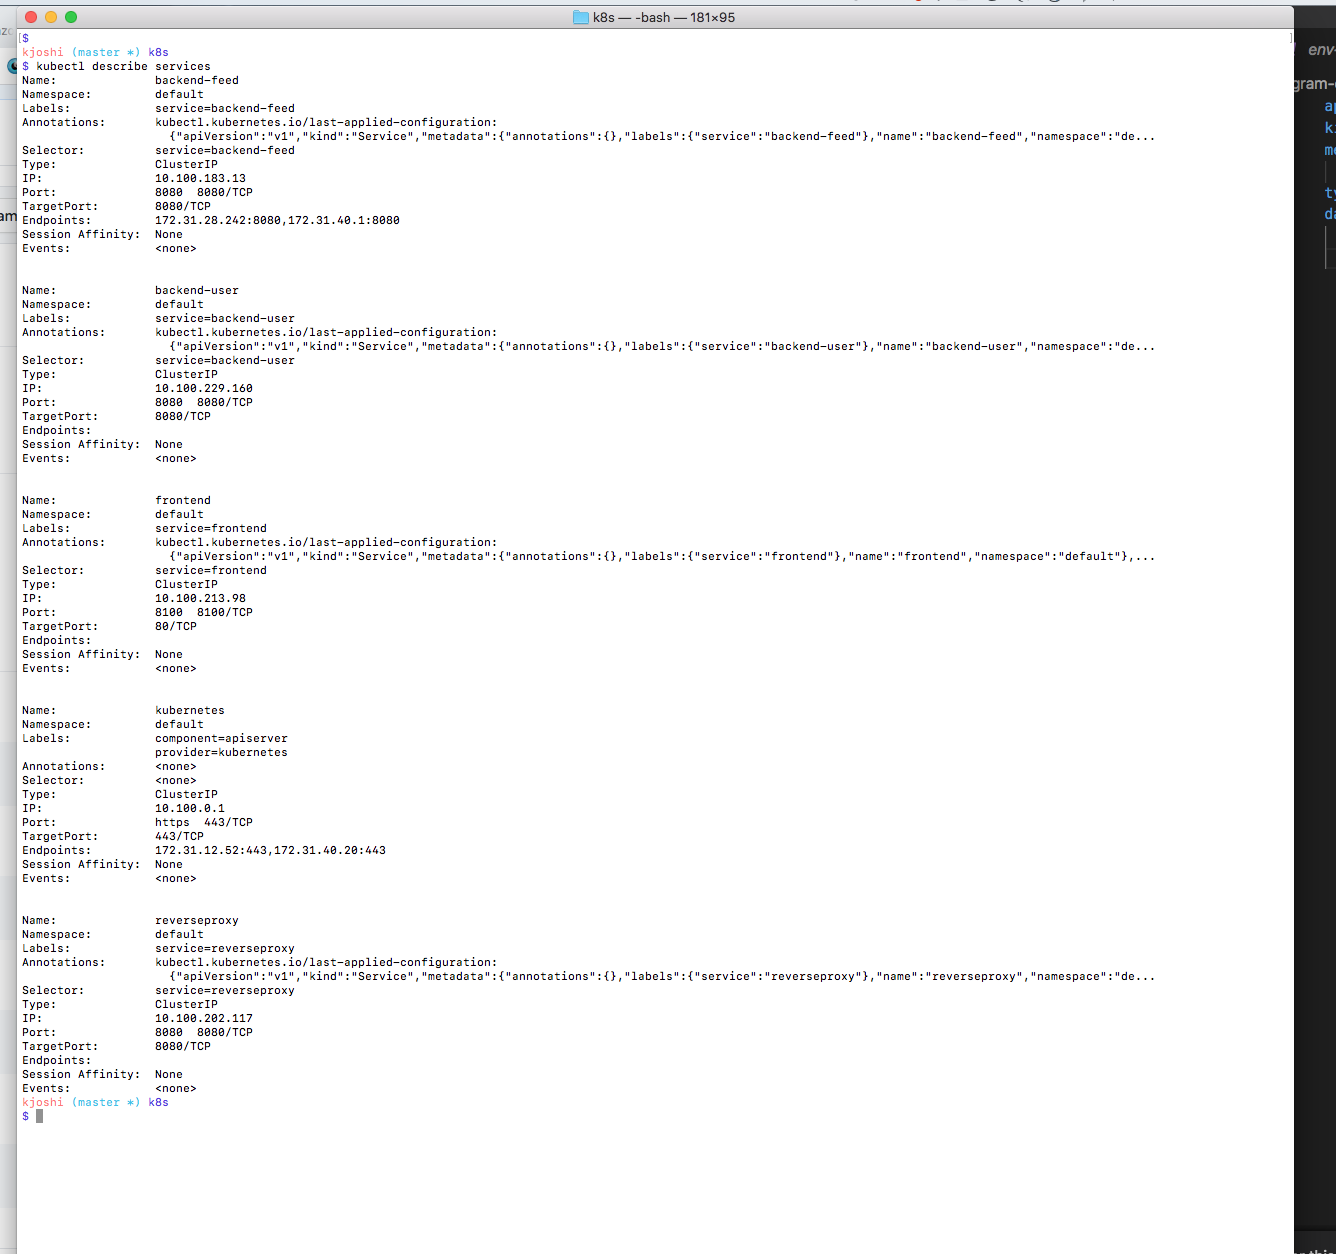 k8s — -bash — 181×95
[$ ]
kjoshi (master *) k8s
$ kubectl describe services
Name:              backend-feed
Namespace:         default
Labels:            service=backend-feed
Annotations:       kubectl.kubernetes.io/last-applied-configuration:
                     {"apiVersion":"v1","kind":"Service","metadata":{"annotations":{},"labels":{"service":"backend-feed"},"name":"backend-feed","namespace":"de...
Selector:          service=backend-feed
Type:              ClusterIP
IP:                10.100.183.13
Port:              8080  8080/TCP
TargetPort:        8080/TCP
Endpoints:         172.31.28.242:8080,172.31.40.1:8080
Session Affinity:  None
Events:            <none>
Name:              backend-user
Namespace:         default
Labels:            service=backend-user
Annotations:       kubectl.kubernetes.io/last-applied-configuration:
                     {"apiVersion":"v1","kind":"Service","metadata":{"annotations":{},"labels":{"service":"backend-user"},"name":"backend-user","namespace":"de...
Selector:          service=backend-user
Type:              ClusterIP
IP:                10.100.229.160
Port:              8080  8080/TCP
TargetPort:        8080/TCP
Endpoints:
Session Affinity:  None
Events:            <none>
Name:              frontend
Namespace:         default
Labels:            service=frontend
Annotations:       kubectl.kubernetes.io/last-applied-configuration:
                     {"apiVersion":"v1","kind":"Service","metadata":{"annotations":{},"labels":{"service":"frontend"},"name":"frontend","namespace":"default"},...
Selector:          service=frontend
Type:              ClusterIP
IP:                10.100.213.98
Port:              8100  8100/TCP
TargetPort:        80/TCP
Endpoints:
Session Affinity:  None
Events:            <none>
Name:              kubernetes
Namespace:         default
Labels:            component=apiserver
                   provider=kubernetes
Annotations:       <none>
Selector:          <none>
Type:              ClusterIP
IP:                10.100.0.1
Port:              https  443/TCP
TargetPort:        443/TCP
Endpoints:         172.31.12.52:443,172.31.40.20:443
Session Affinity:  None
Events:            <none>
Name:              reverseproxy
Namespace:         default
Labels:            service=reverseproxy
Annotations:       kubectl.kubernetes.io/last-applied-configuration:
                     {"apiVersion":"v1","kind":"Service","metadata":{"annotations":{},"labels":{"service":"reverseproxy"},"name":"reverseproxy","namespace":"de...
Selector:          service=reverseproxy
Type:              ClusterIP
IP:                10.100.202.117
Port:              8080  8080/TCP
TargetPort:        8080/TCP
Endpoints:
Session Affinity:  None
Events:            <none>
kjoshi (master *) k8s
$
env-
gram-